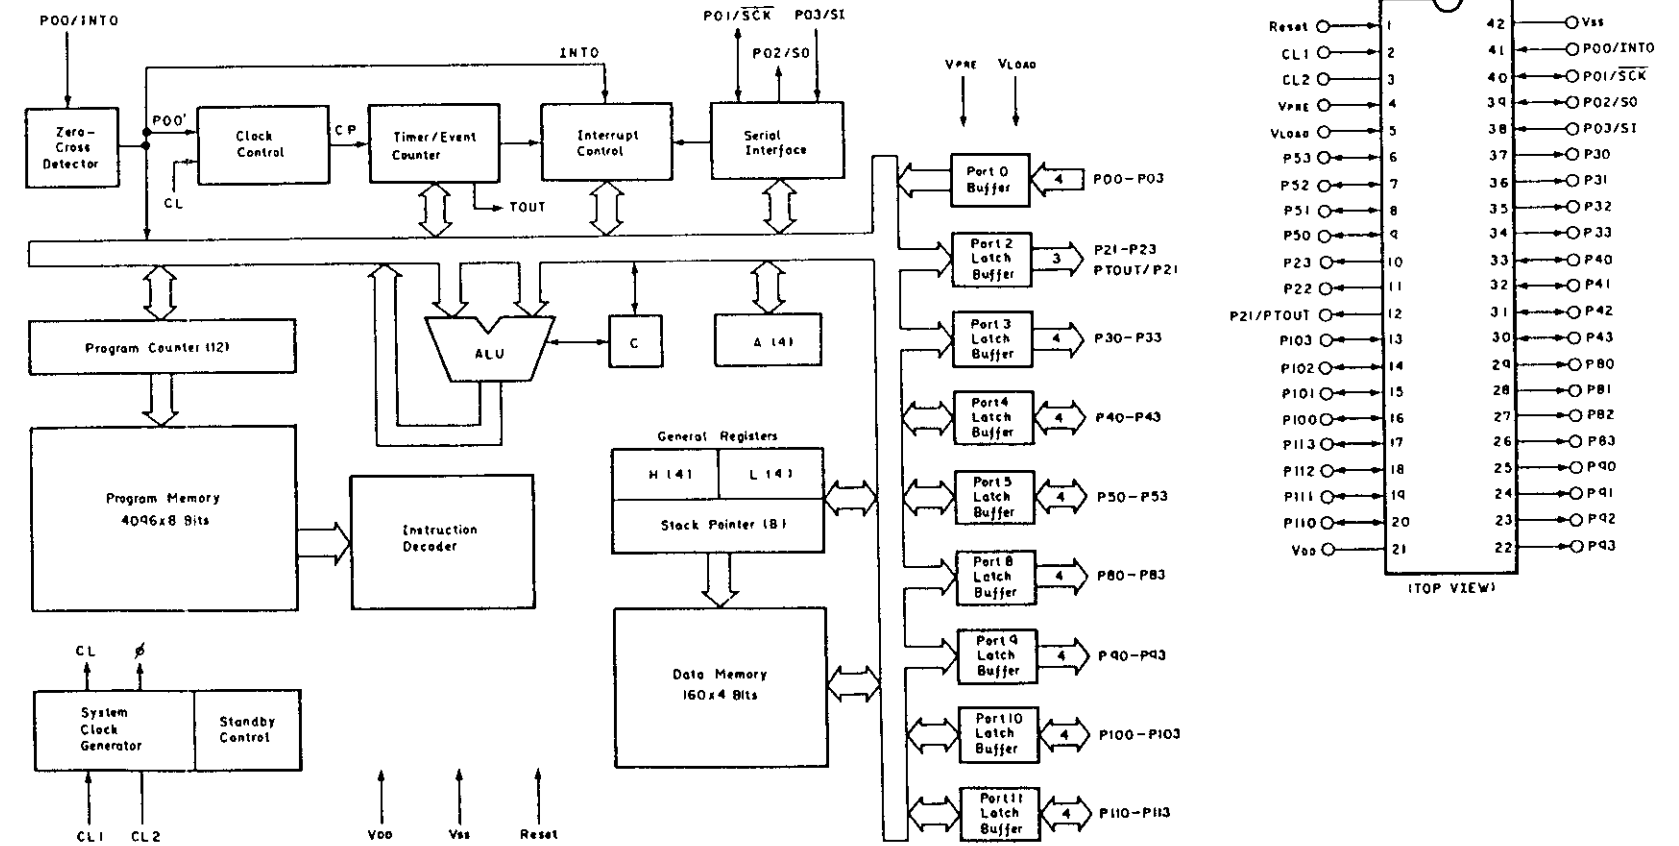 P00/INT0
Zero-
Cross
Detector
P00'
CL
Clock
Control
CP
Timer/Event
Counter
TOUT
INT0
Interrupt
Control
P01/SCK
P03/SI
P02/S0
Serial
Interface
VPRE
VLOAD
Port 0
Buffer
4
P00-P03
Port 2
Latch
Buffer
3
P21-P23
PTOUT/P21
Port 3
Latch
Buffer
4
P30-P33
Port 4
Latch
Buffer
4
P40-P43
Port 5
Latch
Buffer
4
P50-P53
Port 8
Latch
Buffer
4
P80-P83
Port 9
Latch
Buffer
4
P90-P93
Port 10
Latch
Buffer
4
P100-P103
Port 11
Latch
Buffer
4
P110-P113
Program Counter (12)
ALU
C
A (4)
Program Memory
4096x8 Bits
Instruction
Decoder
General Registers
H (4)
L (4)
Stack Pointer (8)
Data Memory
160x4 Bits
CL
ø
System
Clock
Generator
Standby
Control
CL1
CL2
VDD
Vss
Reset
Reset 1
CL1 2
CL2 3
VPRE 4
VLOAD 5
P53 6
P52 7
P51 8
P50 9
P23 10
P22 11
P21/PTOUT 12
P103 13
P102 14
P101 15
P100 16
P113 17
P112 18
P111 19
P110 20
VDD 21
42 Vss
41 P00/INT0
40 P01/SCK
39 P02/S0
38 P03/SI
37 P30
36 P31
35 P32
34 P33
33 P40
32 P41
31 P42
30 P43
29 P80
28 P81
27 P82
26 P83
25 P90
24 P91
23 P92
22 P93
(TOP VIEW)